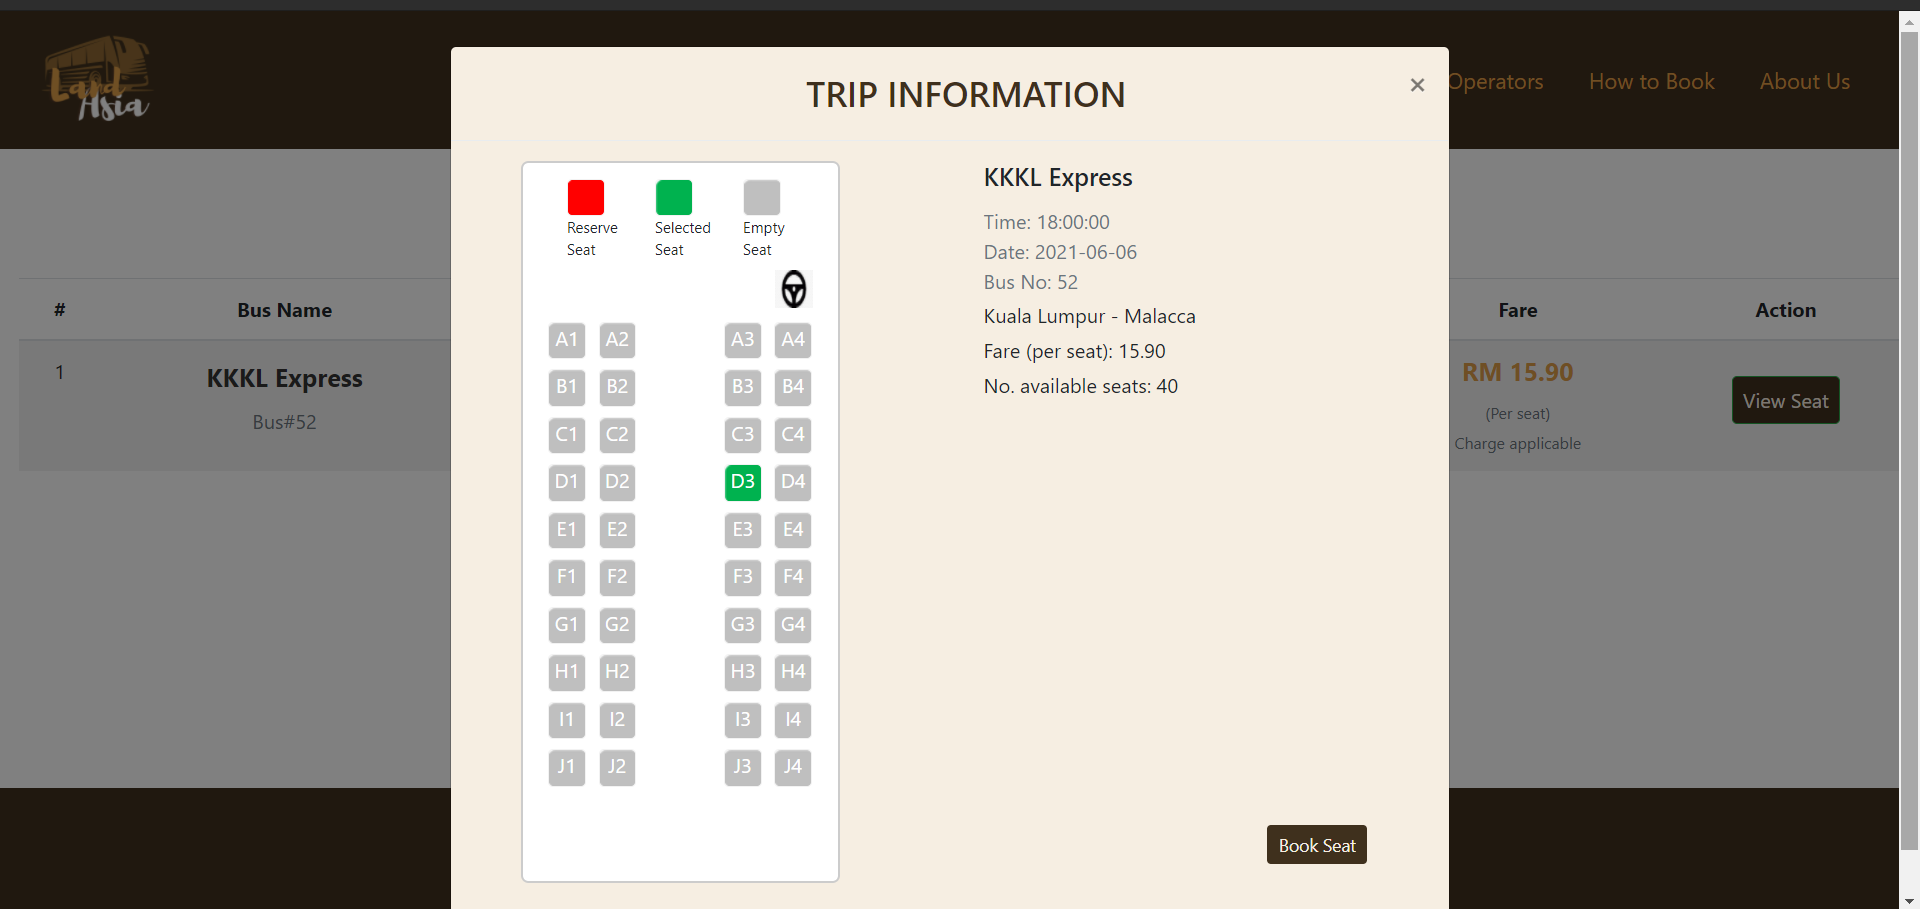 Land
Asia
Operators
How to Book
About Us
TRIP INFORMATION
×
Reserve
Seat
Selected
Seat
Empty
Seat
A1 A2 A3 A4
B1 B2 B3 B4
C1 C2 C3 C4
D1 D2 D3 D4
E1 E2 E3 E4
F1 F2 F3 F4
G1 G2 G3 G4
H1 H2 H3 H4
I1 I2 I3 I4
J1 J2 J3 J4
KKKL Express
Time: 18:00:00
Date: 2021-06-06
Bus No: 52
Kuala Lumpur - Malacca
Fare (per seat): 15.90
No. available seats: 40
Book Seat
# Bus Name Fare Action
1
KKKL Express
Bus#52
RM 15.90
(Per seat)
Charge applicable
View Seat